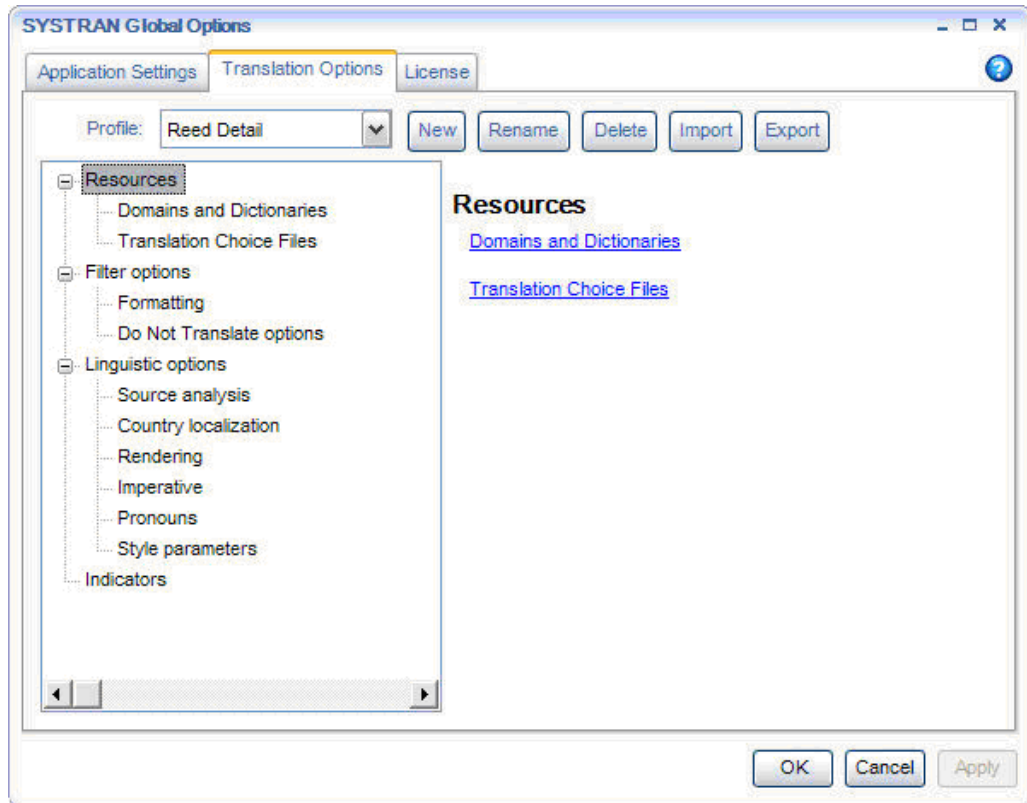 SYSTRAN Global Options
Application Settings Translation Options License
Profile: Reed Detail New Rename Delete Import Export
Resources
Domains and Dictionaries
Translation Choice Files
Filter options
Formatting
Do Not Translate options
Linguistic options
Source analysis
Country localization
Rendering
Imperative
Pronouns
Style parameters
Indicators
Resources
Domains and Dictionaries
Translation Choice Files
OK Cancel Apply